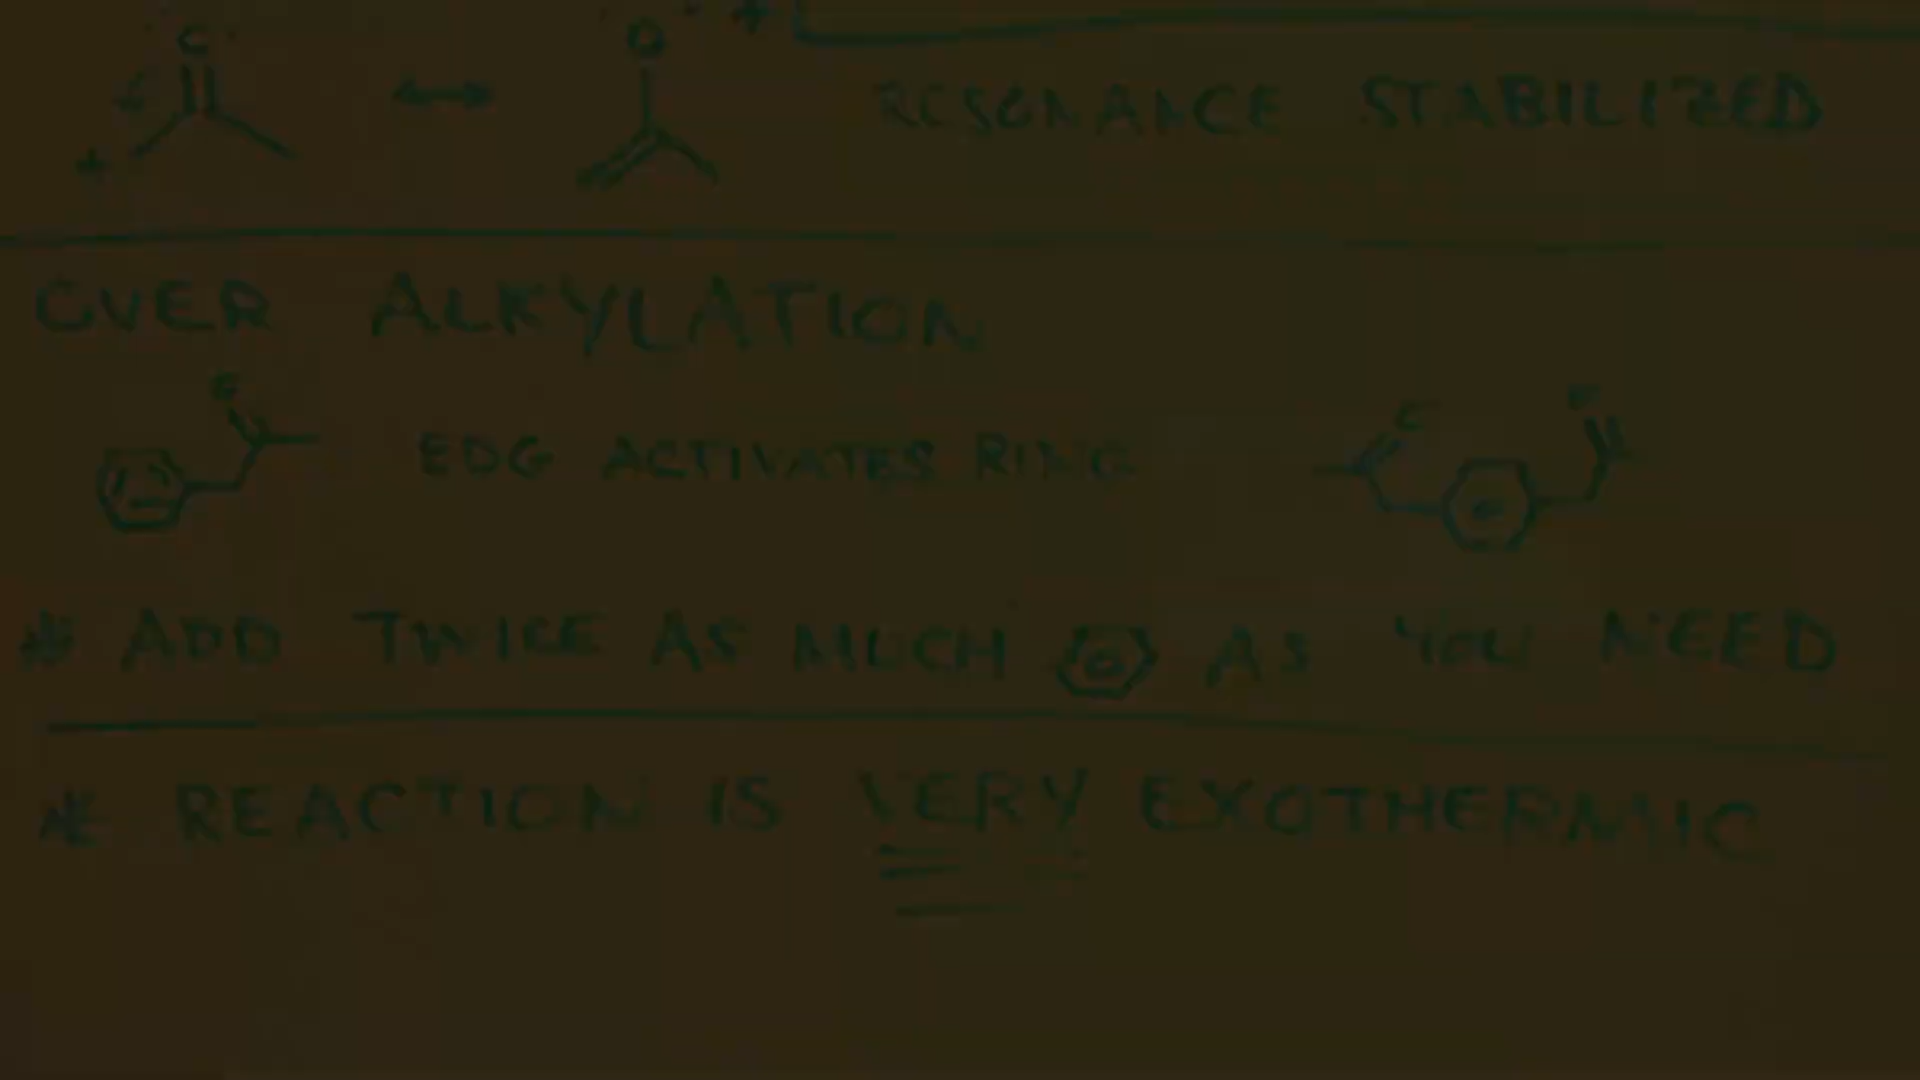 O ↔ O +
+ RESONANCE STABILIZED
OVER ALKYLATION
O EDG ACTIVATES RING O O
* ADD TWICE AS MUCH AS YOU NEED
* REACTION IS VERY EXOTHERMIC